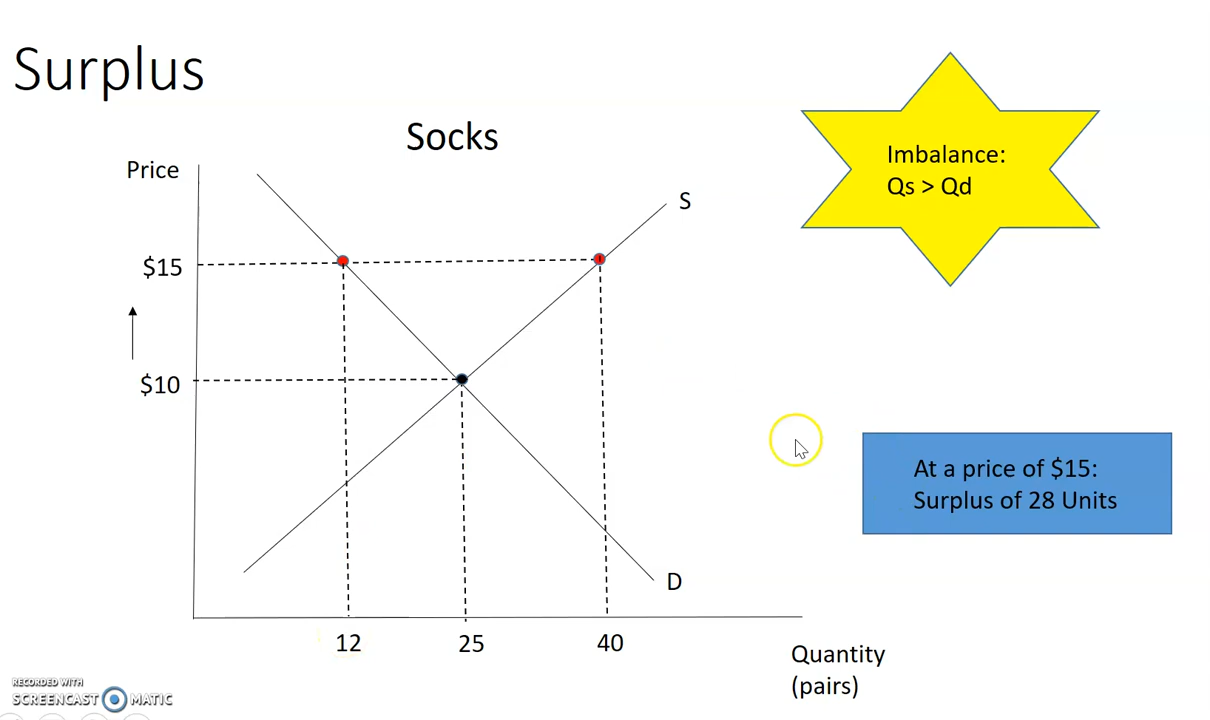 Surplus
Socks
Price
Imbalance:
Qs > Qd
S
$15
$10
At a price of $15:
Surplus of 28 Units
D
12 25 40
Quantity
(pairs)
RECORDED WITH
SCREENCAST MATIC